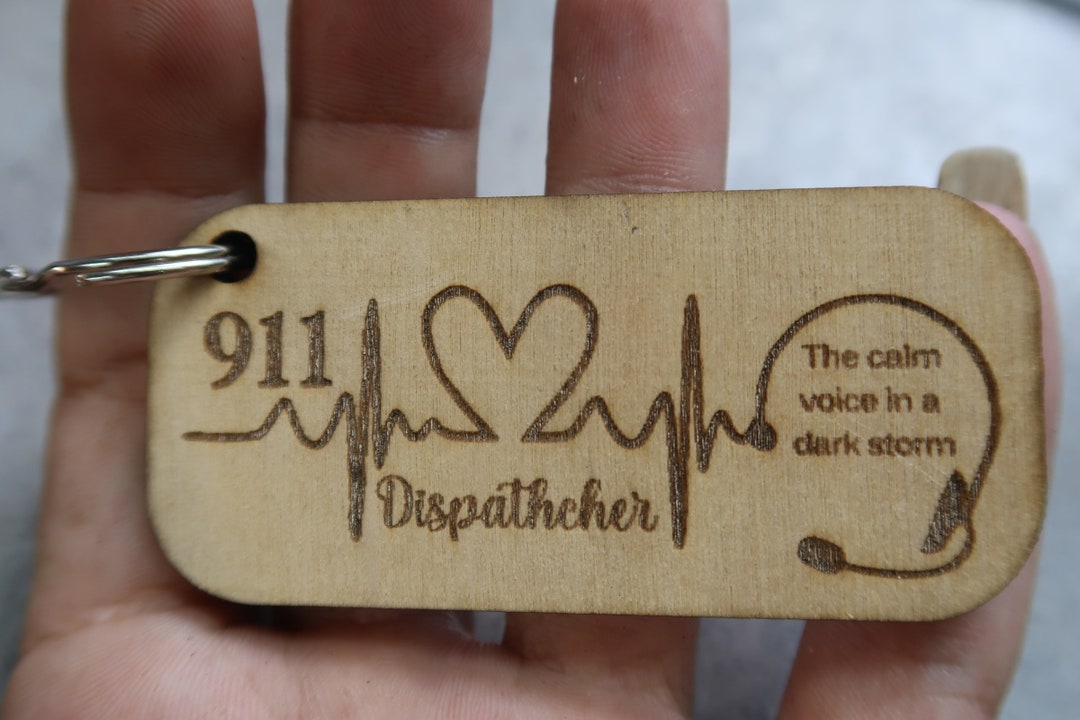 911
Dispathcher
The calm
voice in a
dark storm